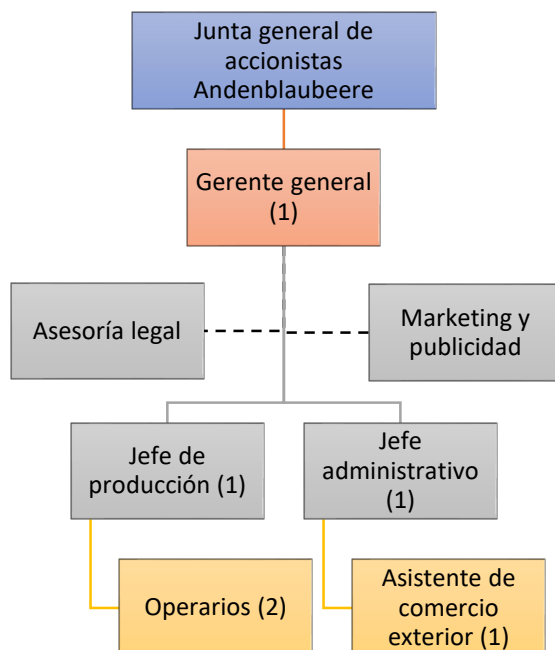 Junta general de
accionistas
Andenblaubeere
Gerente general
(1)
Asesoría legal
Marketing y
publicidad
Jefe de
producción (1)
Jefe
administrativo
(1)
Operarios (2)
Asistente de
comercio
exterior (1)